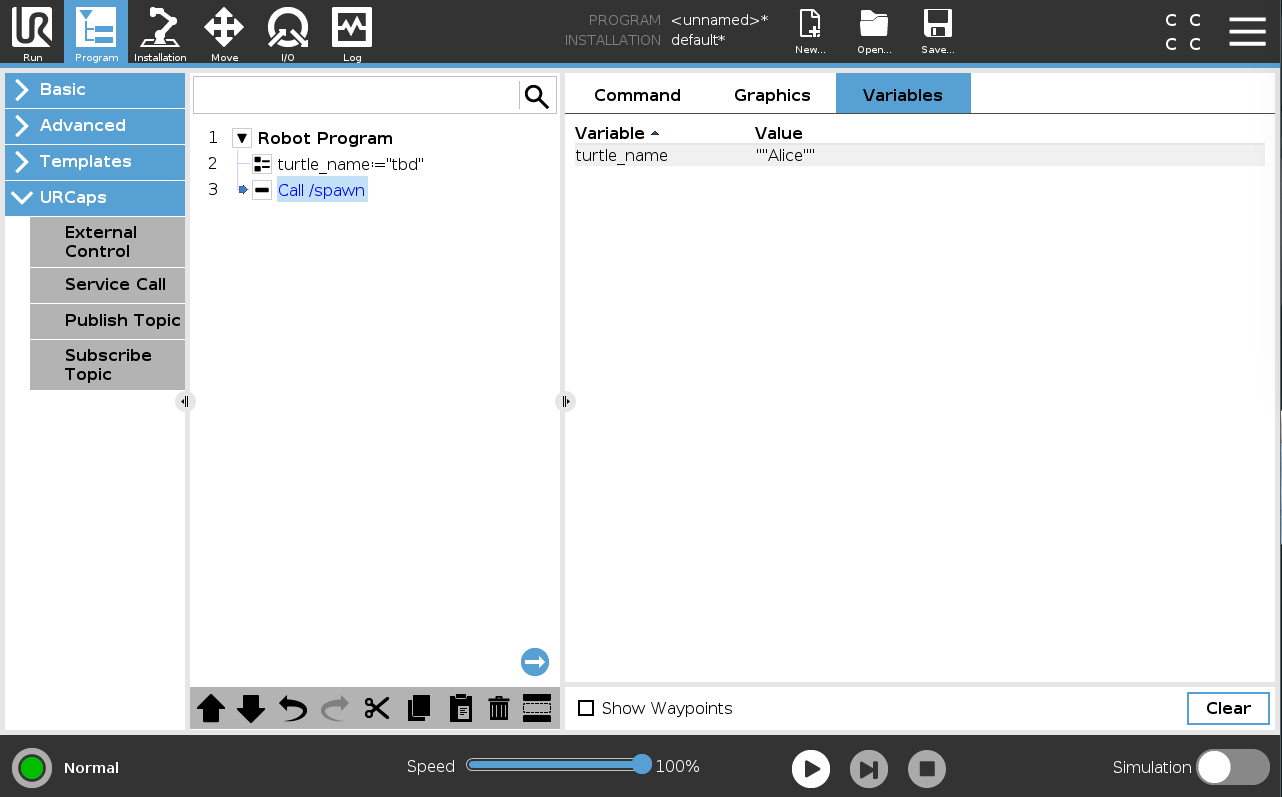 PROGRAM <unnamed>*
INSTALLATION default*
UR
Run
Program
Installation
Move
I/O
Log
New...
Open...
Save...
C C
C C
Basic
Advanced
Templates
URCaps
External
Control
Service Call
Publish Topic
Subscribe
Topic
1 Robot Program
2 turtle_name:="tbd"
3 Call /spawn
Command Graphics Variables
Variable Value
turtle_name ""Alice""
Show Waypoints
Clear
Normal
Speed 100%
Simulation